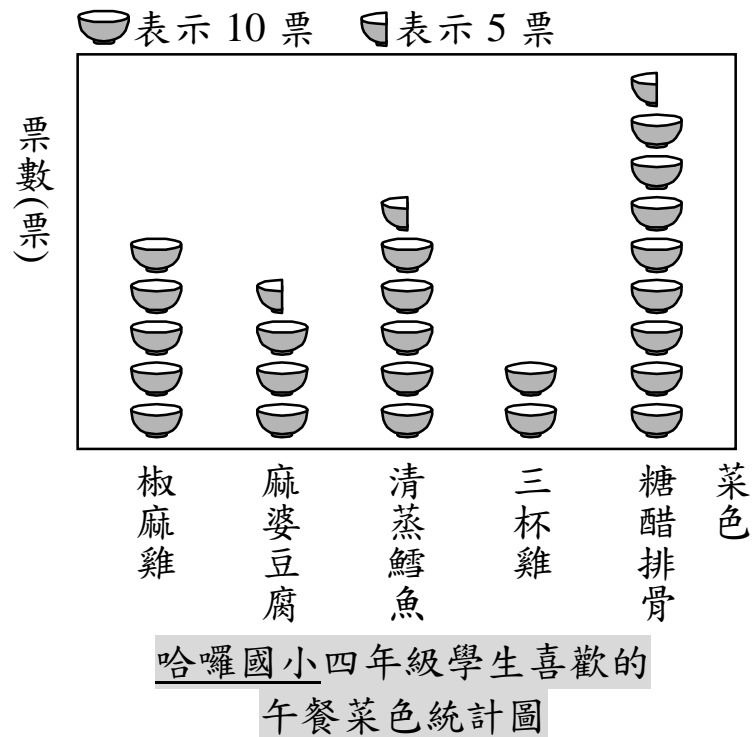 表示 10 票 表示 5 票
票數(票)
椒麻雞
麻婆豆腐
清蒸鱈魚
三杯雞
糖醋排骨
菜色
哈囉國小四年級學生喜歡的
午餐菜色統計圖